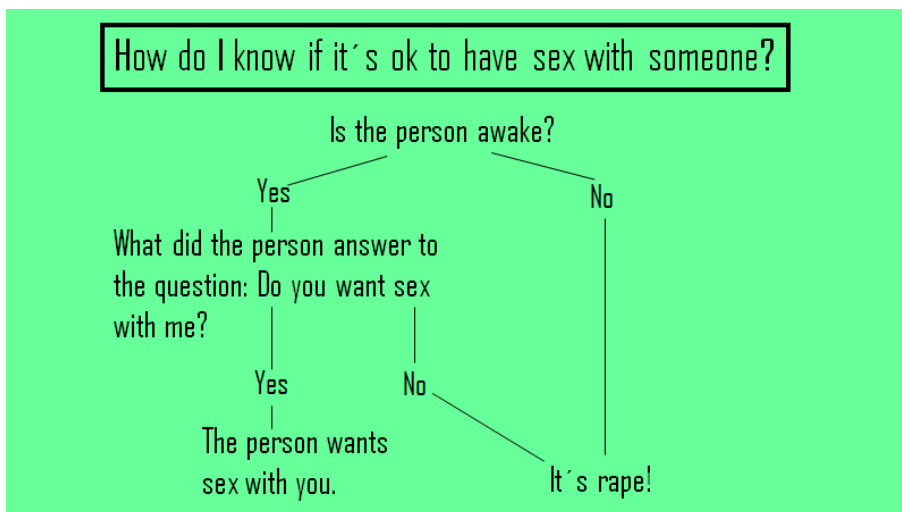 How do I know if it´s ok to have sex with someone?
Is the person awake?
Yes
No
What did the person answer to
the question: Do you want sex
with me?
Yes
No
The person wants
sex with you.
It´s rape!